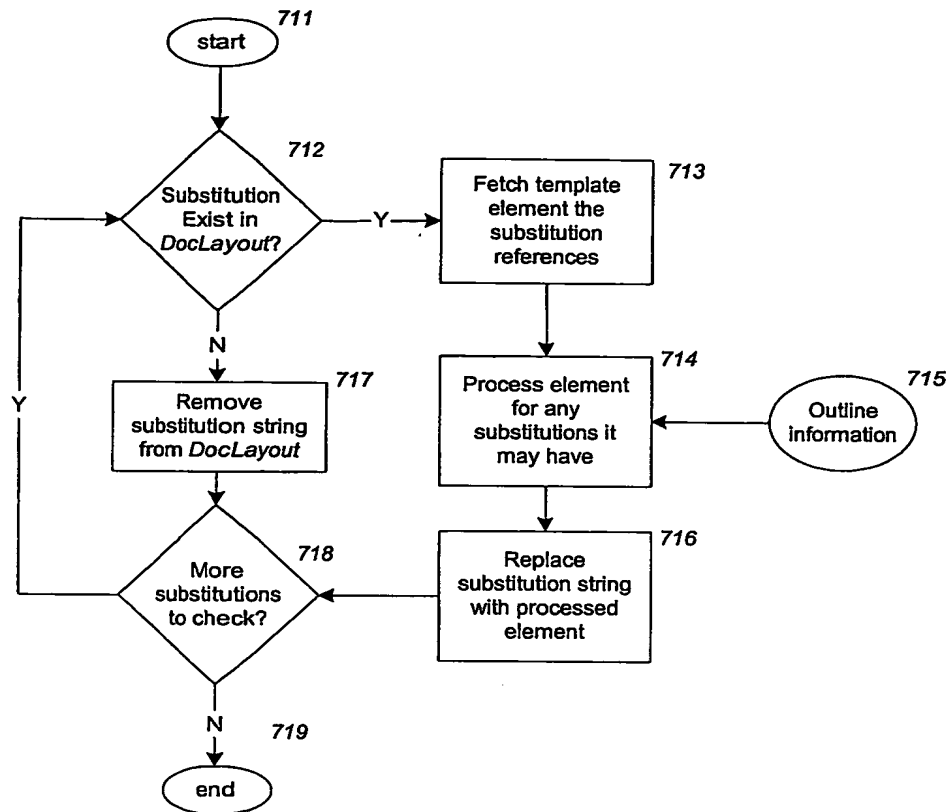 711
start
712
Substitution
Exist in
DocLayout?
Y
713
Fetch template
element the
substitution
references
N
717
Remove
substitution string
from DocLayout
Y
714
Process element
for any
substitutions it
may have
715
Outline
information
718
More
substitutions
to check?
716
Replace
substitution string
with processed
element
N
719
end